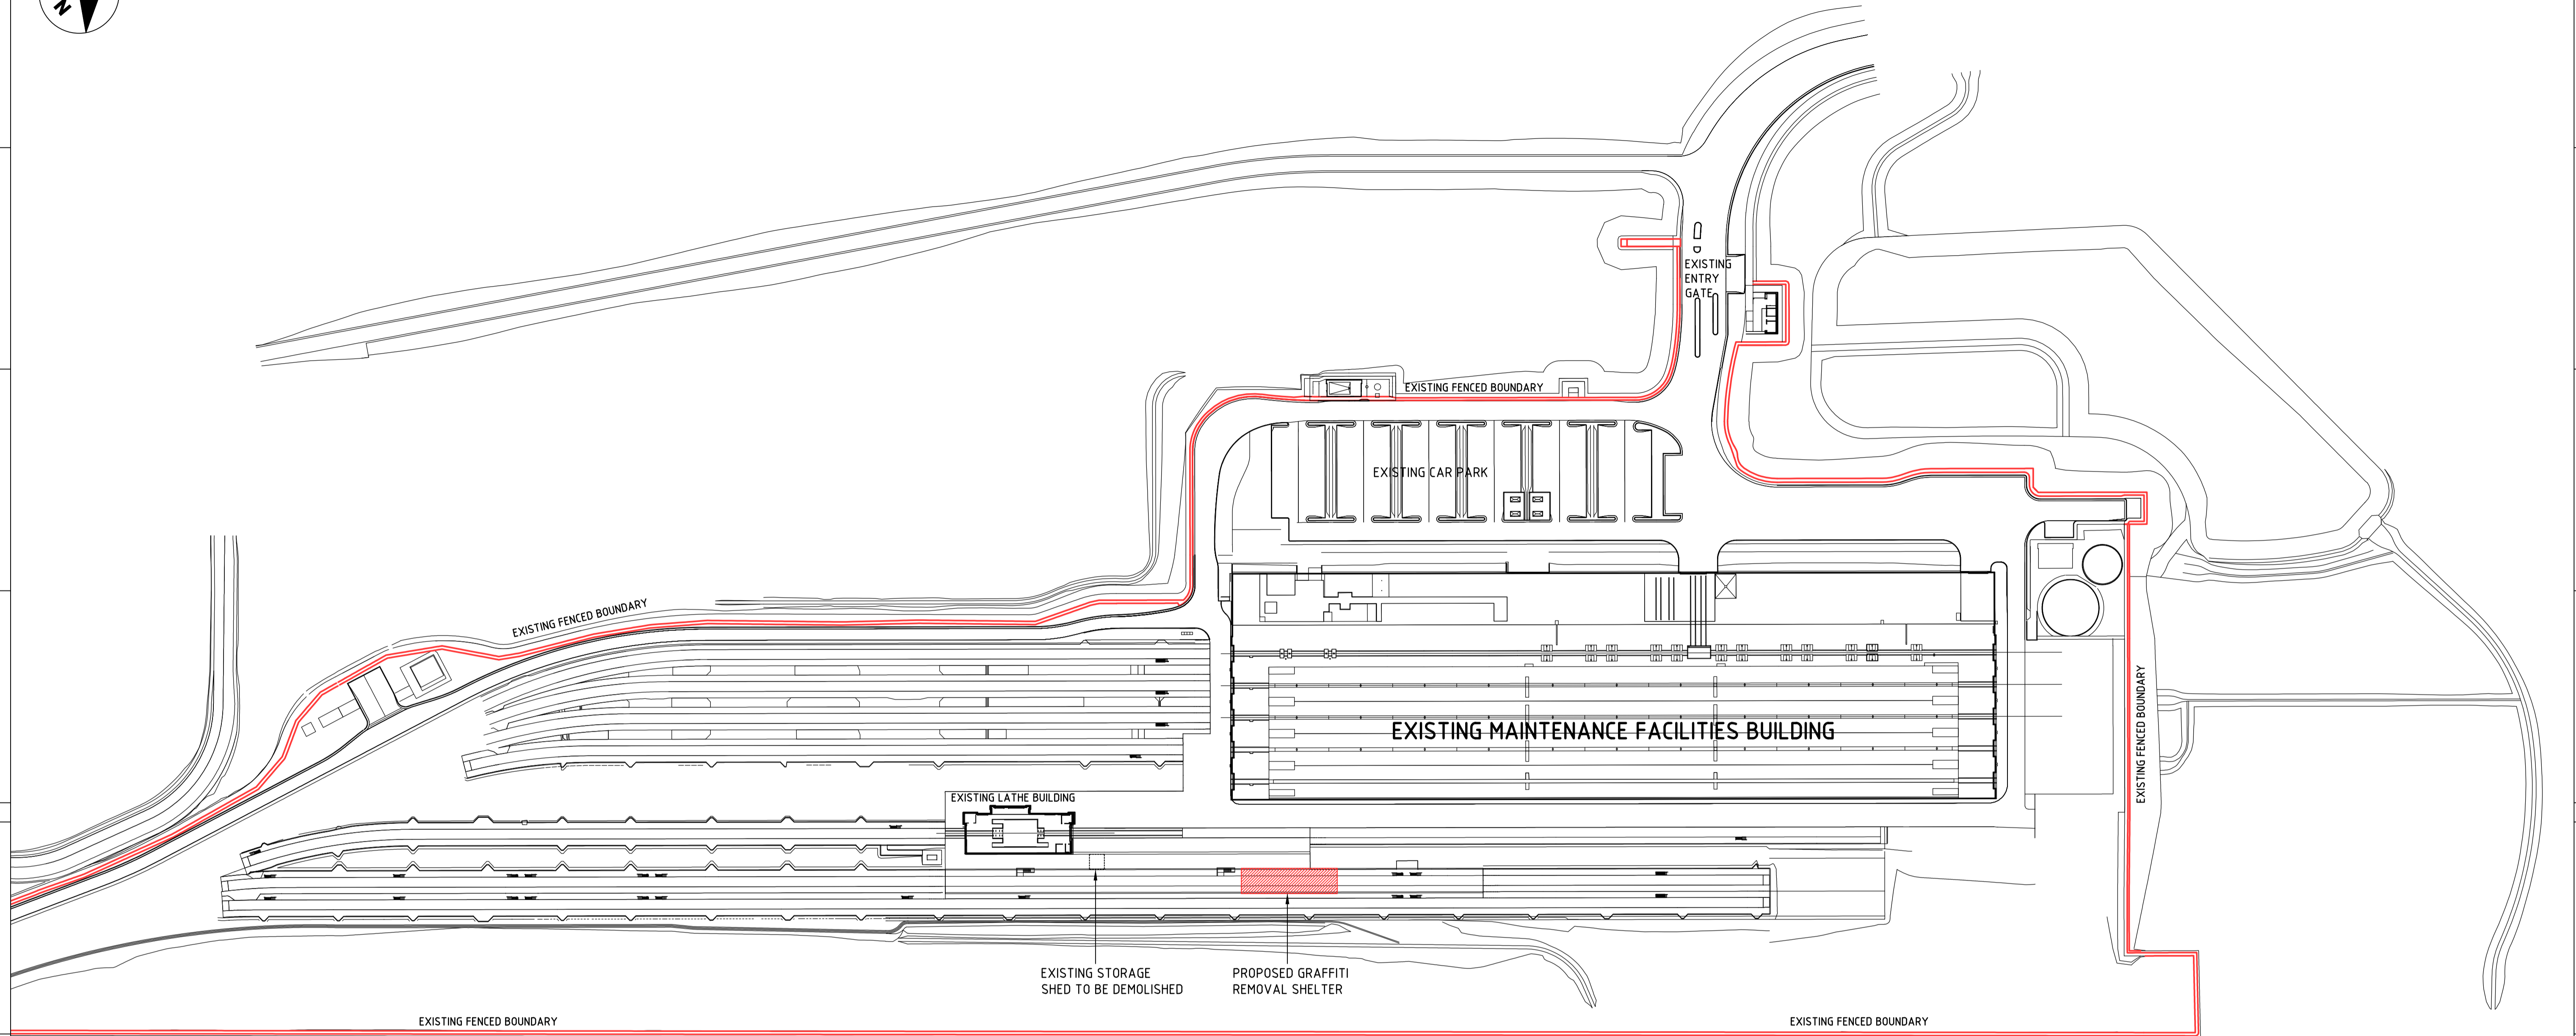 N
EXISTING
ENTRY
GATE
EXISTING FENCED BOUNDARY
EXISTING CAR PARK
EXISTING FENCED BOUNDARY
EXISTING FENCED BOUNDARY
EXISTING MAINTENANCE FACILITIES BUILDING
EXISTING LATHE BUILDING
EXISTING STORAGE
SHED TO BE DEMOLISHED
PROPOSED GRAFFITI
REMOVAL SHELTER
EXISTING FENCED BOUNDARY
EXISTING FENCED BOUNDARY